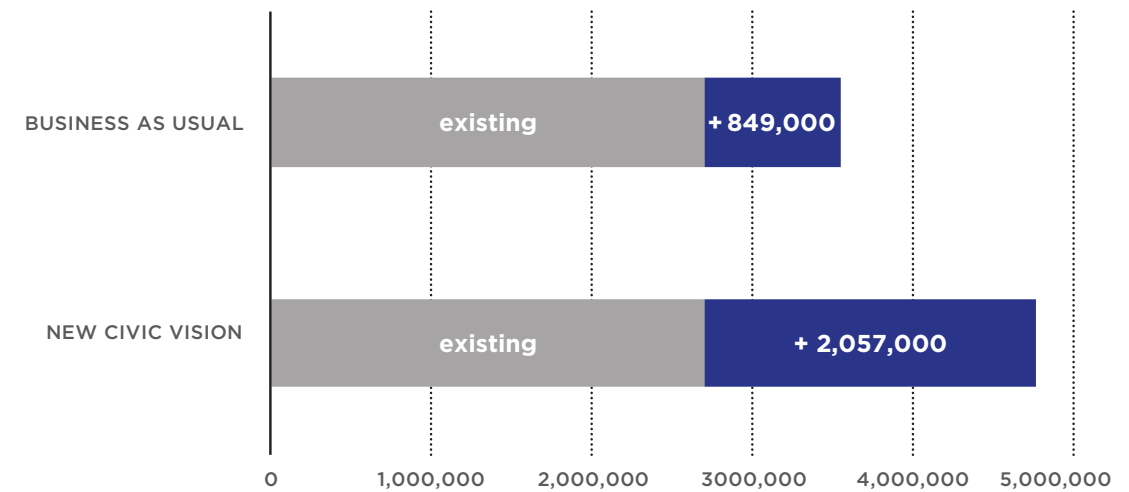 BUSINESS AS USUAL
existing
+ 849,000
NEW CIVIC VISION
existing
+ 2,057,000
0
1,000,000
2,000,000
3000,000
4,000,000
5,000,000